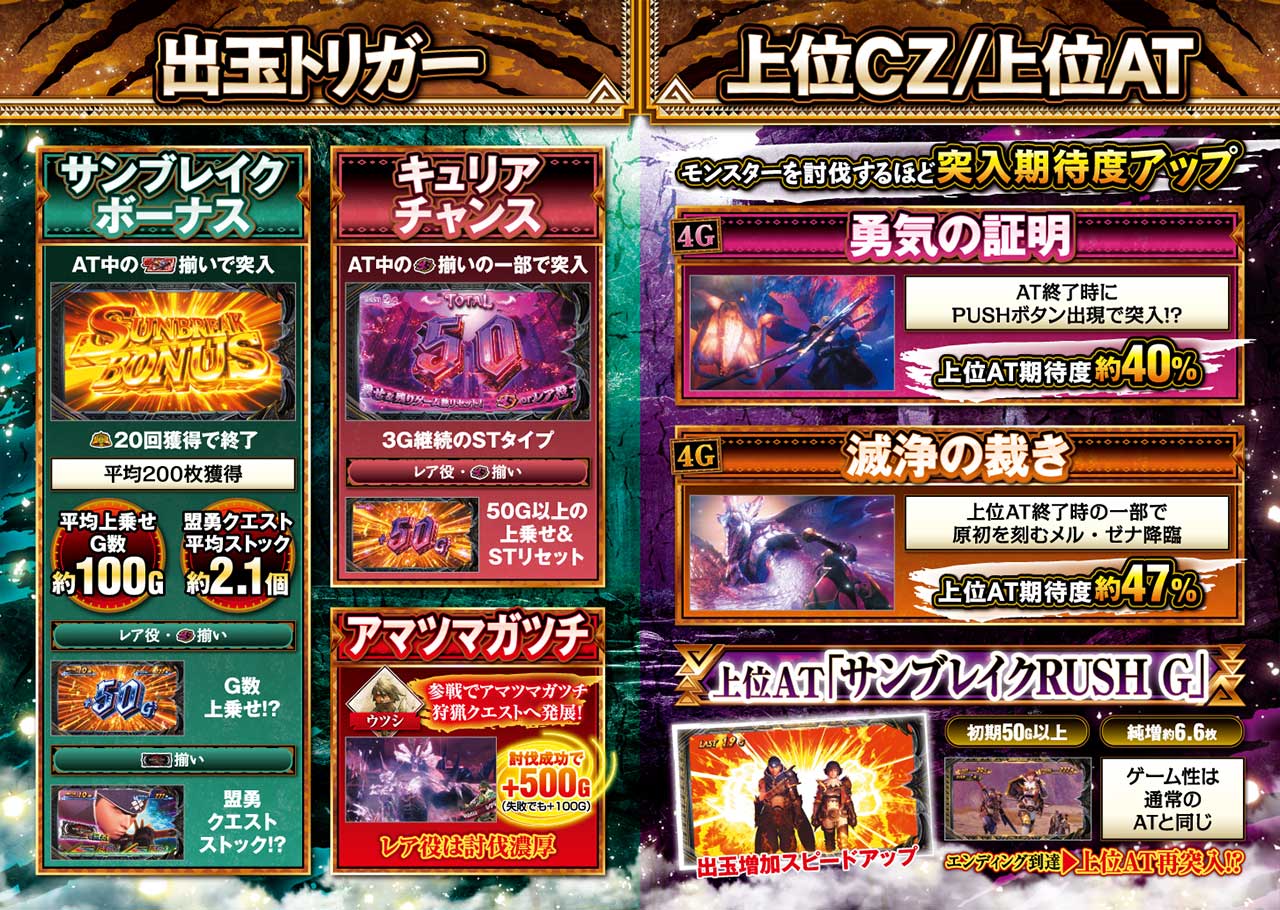 出玉トリガー
サンブレイク
ボーナス
AT中の揃いで突入
SUNBREAK
BONUS
20回獲得で終了
平均200枚獲得
平均上乗せ
G数
約100G
盟勇クエスト
平均ストック
約2.1個
レア役・揃い
50G
G数
上乗せ!?
揃い
盟勇
クエスト
ストック!?
キュリア
チャンス
AT中の揃いの一部で突入
TOTAL
50
3G継続のSTタイプ
レア役・揃い
+50G
50G以上の
上乗せ&
STリセット
アマツマガツチ
ウツシ
参戦でアマツマガツチ
狩猟クエストへ発展!
討伐成功で
+500G
(失敗でも+100G)
レア役は討伐濃厚
上位CZ/上位AT
モンスターを討伐するほど突入期待度アップ
4G
勇気の証明
AT終了時に
PUSHボタン出現で突入!?
上位AT期待度約40%
4G
滅浄の裁き
上位AT終了時の一部で
原初を刻むメル・ゼナ降臨
上位AT期待度約47%
上位AT「サンブレイクRUSH G」
LAST 19G
出玉増加スピードアップ
初期50G以上
純増約6.6枚
ゲーム性は
通常の
ATと同じ
エンディング到達▶上位AT再突入!?